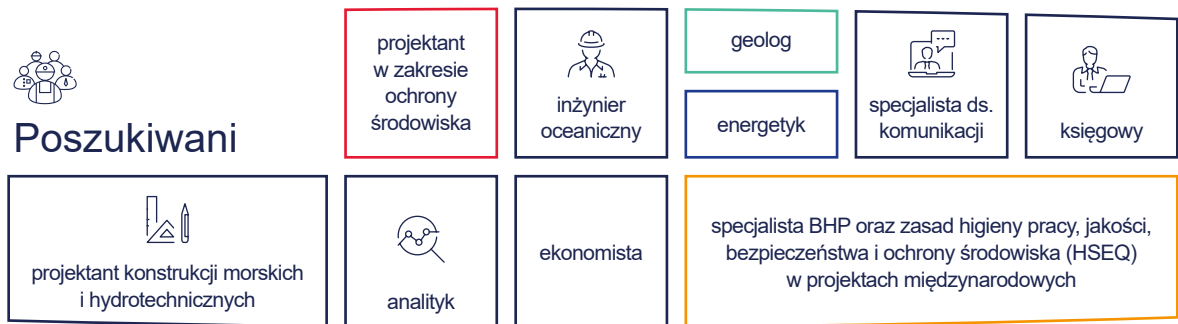 Poszukiwani
projektant
w zakresie
ochrony
środowiska
inżynier
oceaniczny
geolog
energetyk
specjalista ds.
komunikacji
księgowy
projektant konstrukcji morskich
i hydrotechnicznych
analityk
ekonomista
specjalista BHP oraz zasad higieny pracy, jakości,
bezpieczeństwa i ochrony środowiska (HSEQ)
w projektach międzynarodowych